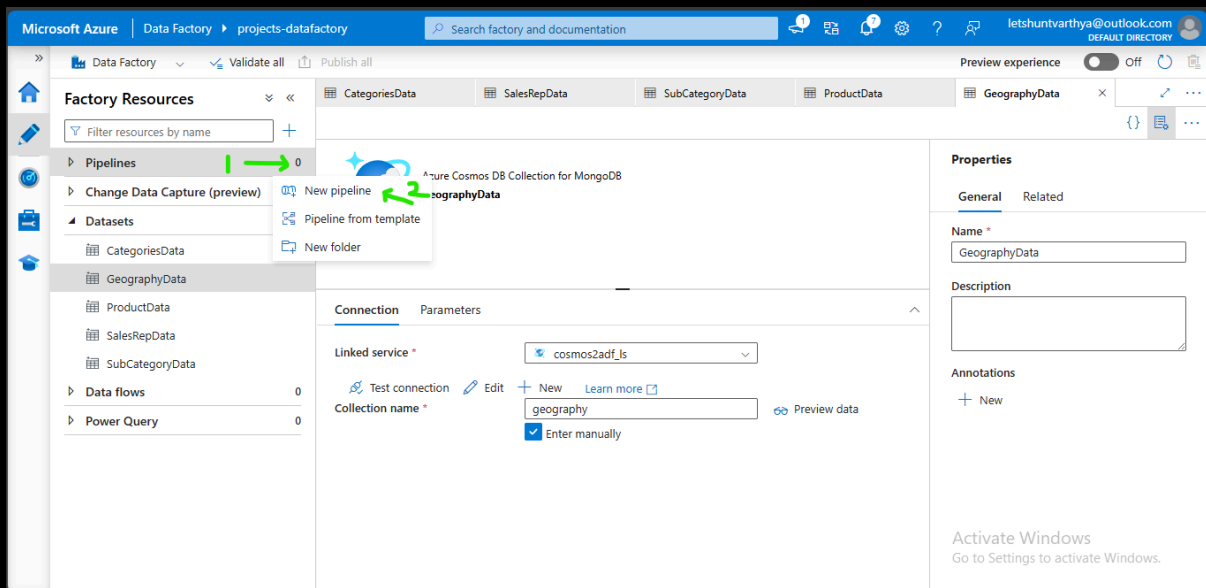 Microsoft Azure Data Factory projects-datafactory Search factory and documentation 1 7 letshuntvarthya@outlook.com
DEFAULT DIRECTORY
Data Factory Validate all Publish all Preview experience Off
Factory Resources
Filter resources by name
Pipelines 1 0
Change Data Capture (preview)
Datasets
CategoriesData
GeographyData
ProductData
SalesRepData
SubCategoryData
Data flows 0
Power Query 0
New pipeline 2
Pipeline from template
New folder
CategoriesData SalesRepData SubCategoryData ProductData GeographyData
Azure Cosmos DB Collection for MongoDB
eographyData
Connection Parameters
Linked service * cosmos2adf_ls
Test connection Edit New Learn more
Collection name * geography Preview data
Enter manually
Properties
General Related
Name *
GeographyData
Description
Annotations
New
Activate Windows
Go to Settings to activate Windows.